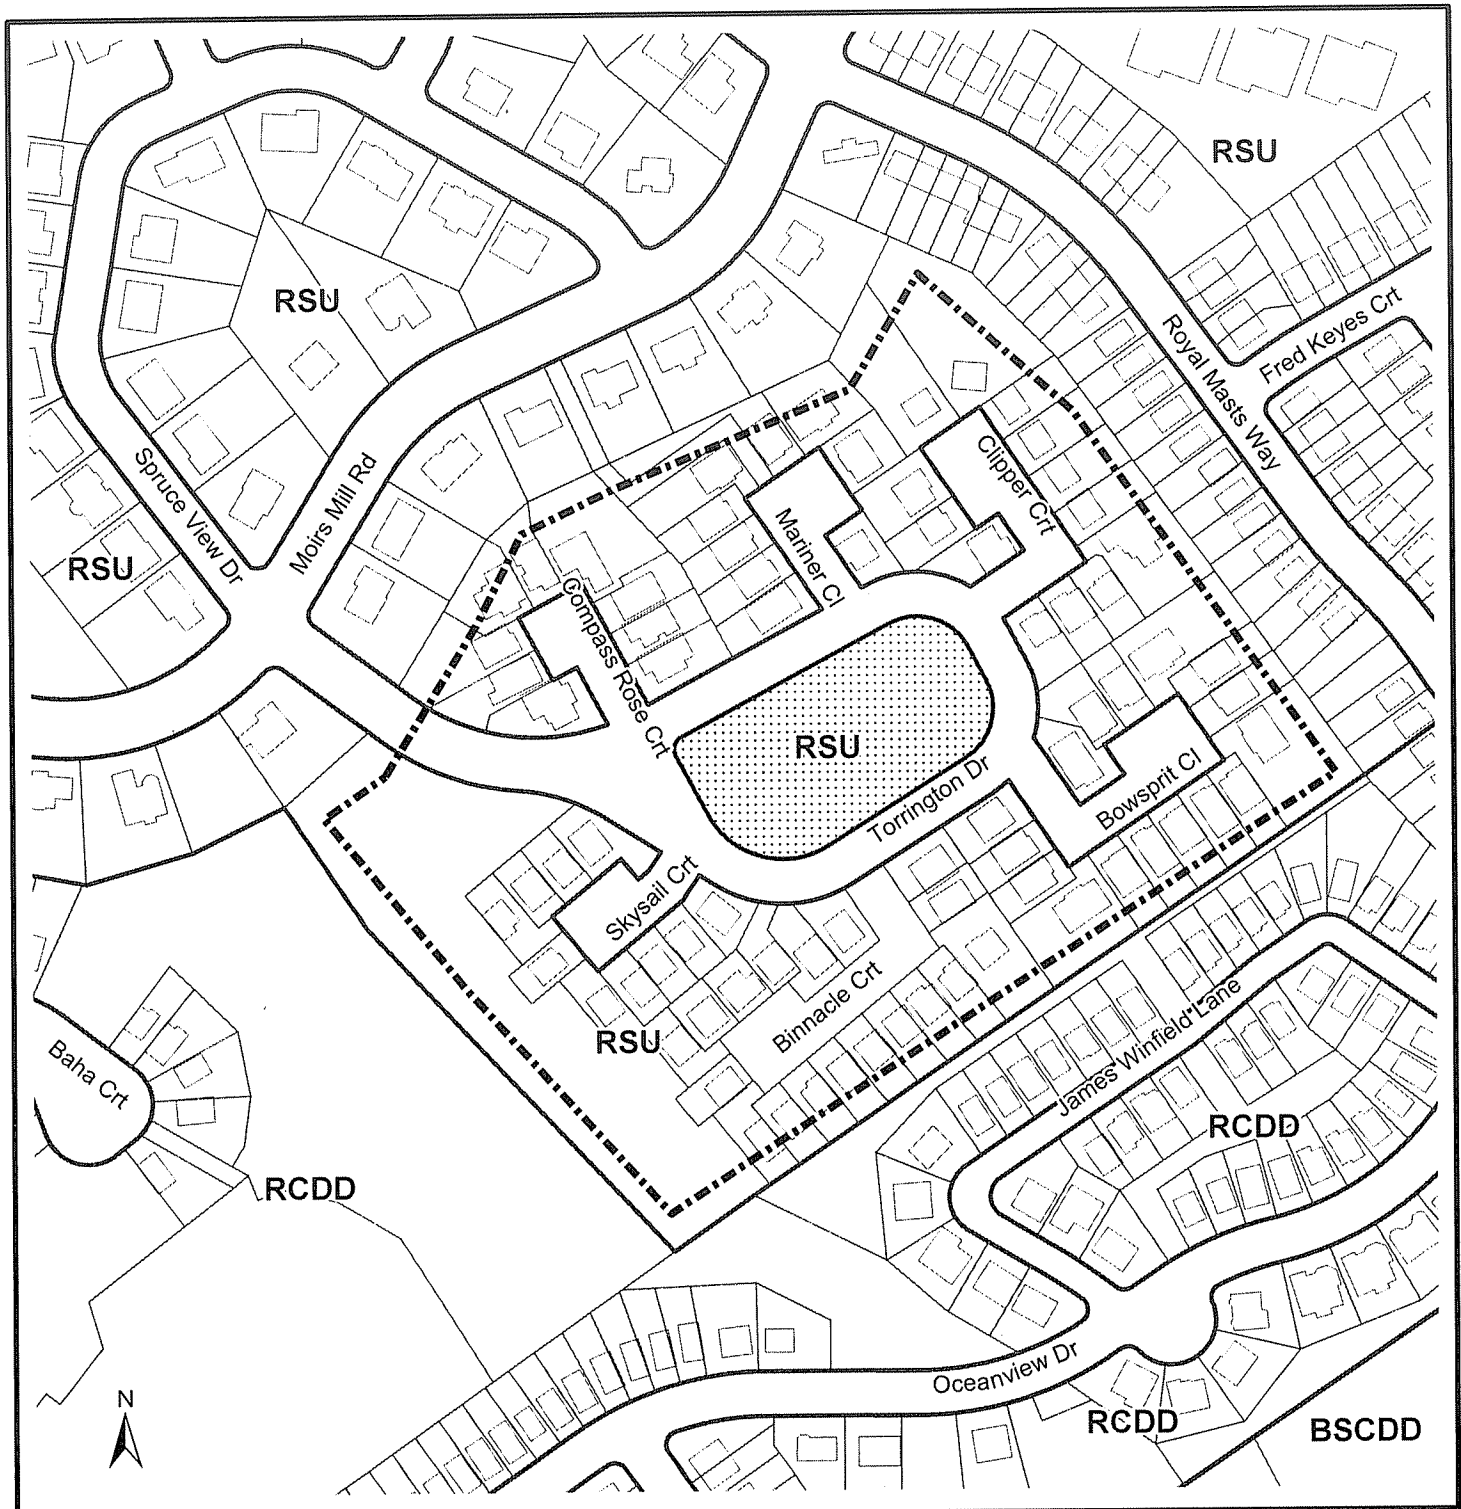 RSU
RSU
Fred Keyes Crt
Royal Masts Way
Clipper Crt
Spruce View Dr
Moirs Mill Rd
Mariner Cl
RSU
Compass Rose Crt
RSU
Torrington Dr
Bowsprit Cl
Skysail Crt
Binnacle Crt
RSU
James Winfield Lane
Baha Crt
RCDD
RCDD
Oceanview Dr
N
RCDD
BSCDD